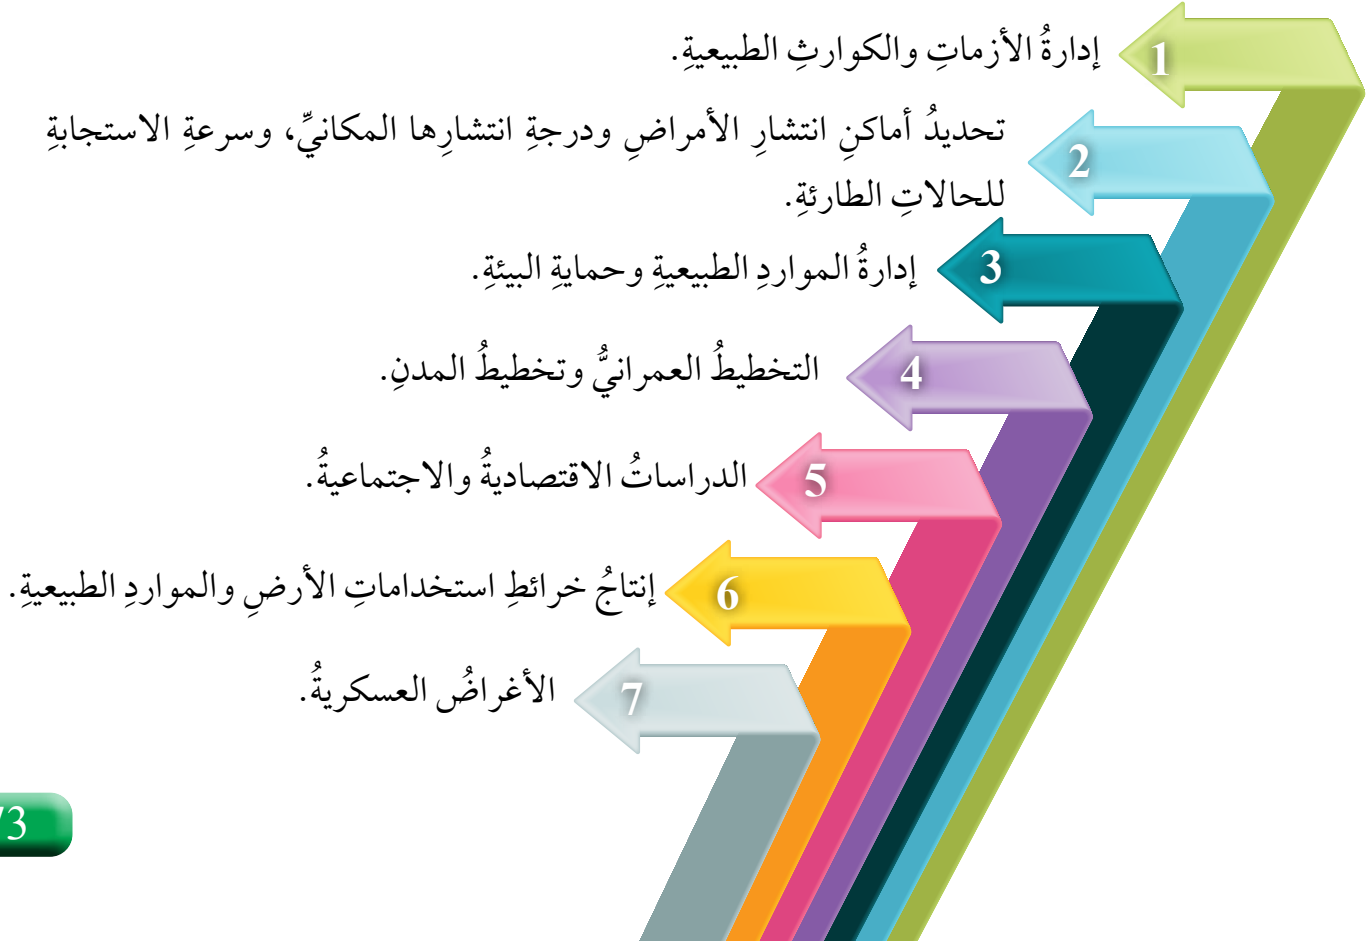 1 إدارةُ الأزماتِ والكوارثِ الطبيعيةِ.
2 تحديدُ أماكنِ انتشارِ الأمراضِ ودرجةِ انتشارِها المكانيِّ، وسرعةِ الاستجابةِ
للحالاتِ الطارئةِ.
3 إدارةُ المواردِ الطبيعيةِ وحمايةِ البيئةِ.
4 التخطيطُ العمرانيُّ وتخطيطُ المدنِ.
5 الدراساتُ الاقتصاديةُ والاجتماعيةُ.
6 إنتاجُ خرائطِ استخداماتِ الأرضِ والمواردِ الطبيعيةِ.
7 الأغراضُ العسكريةُ.